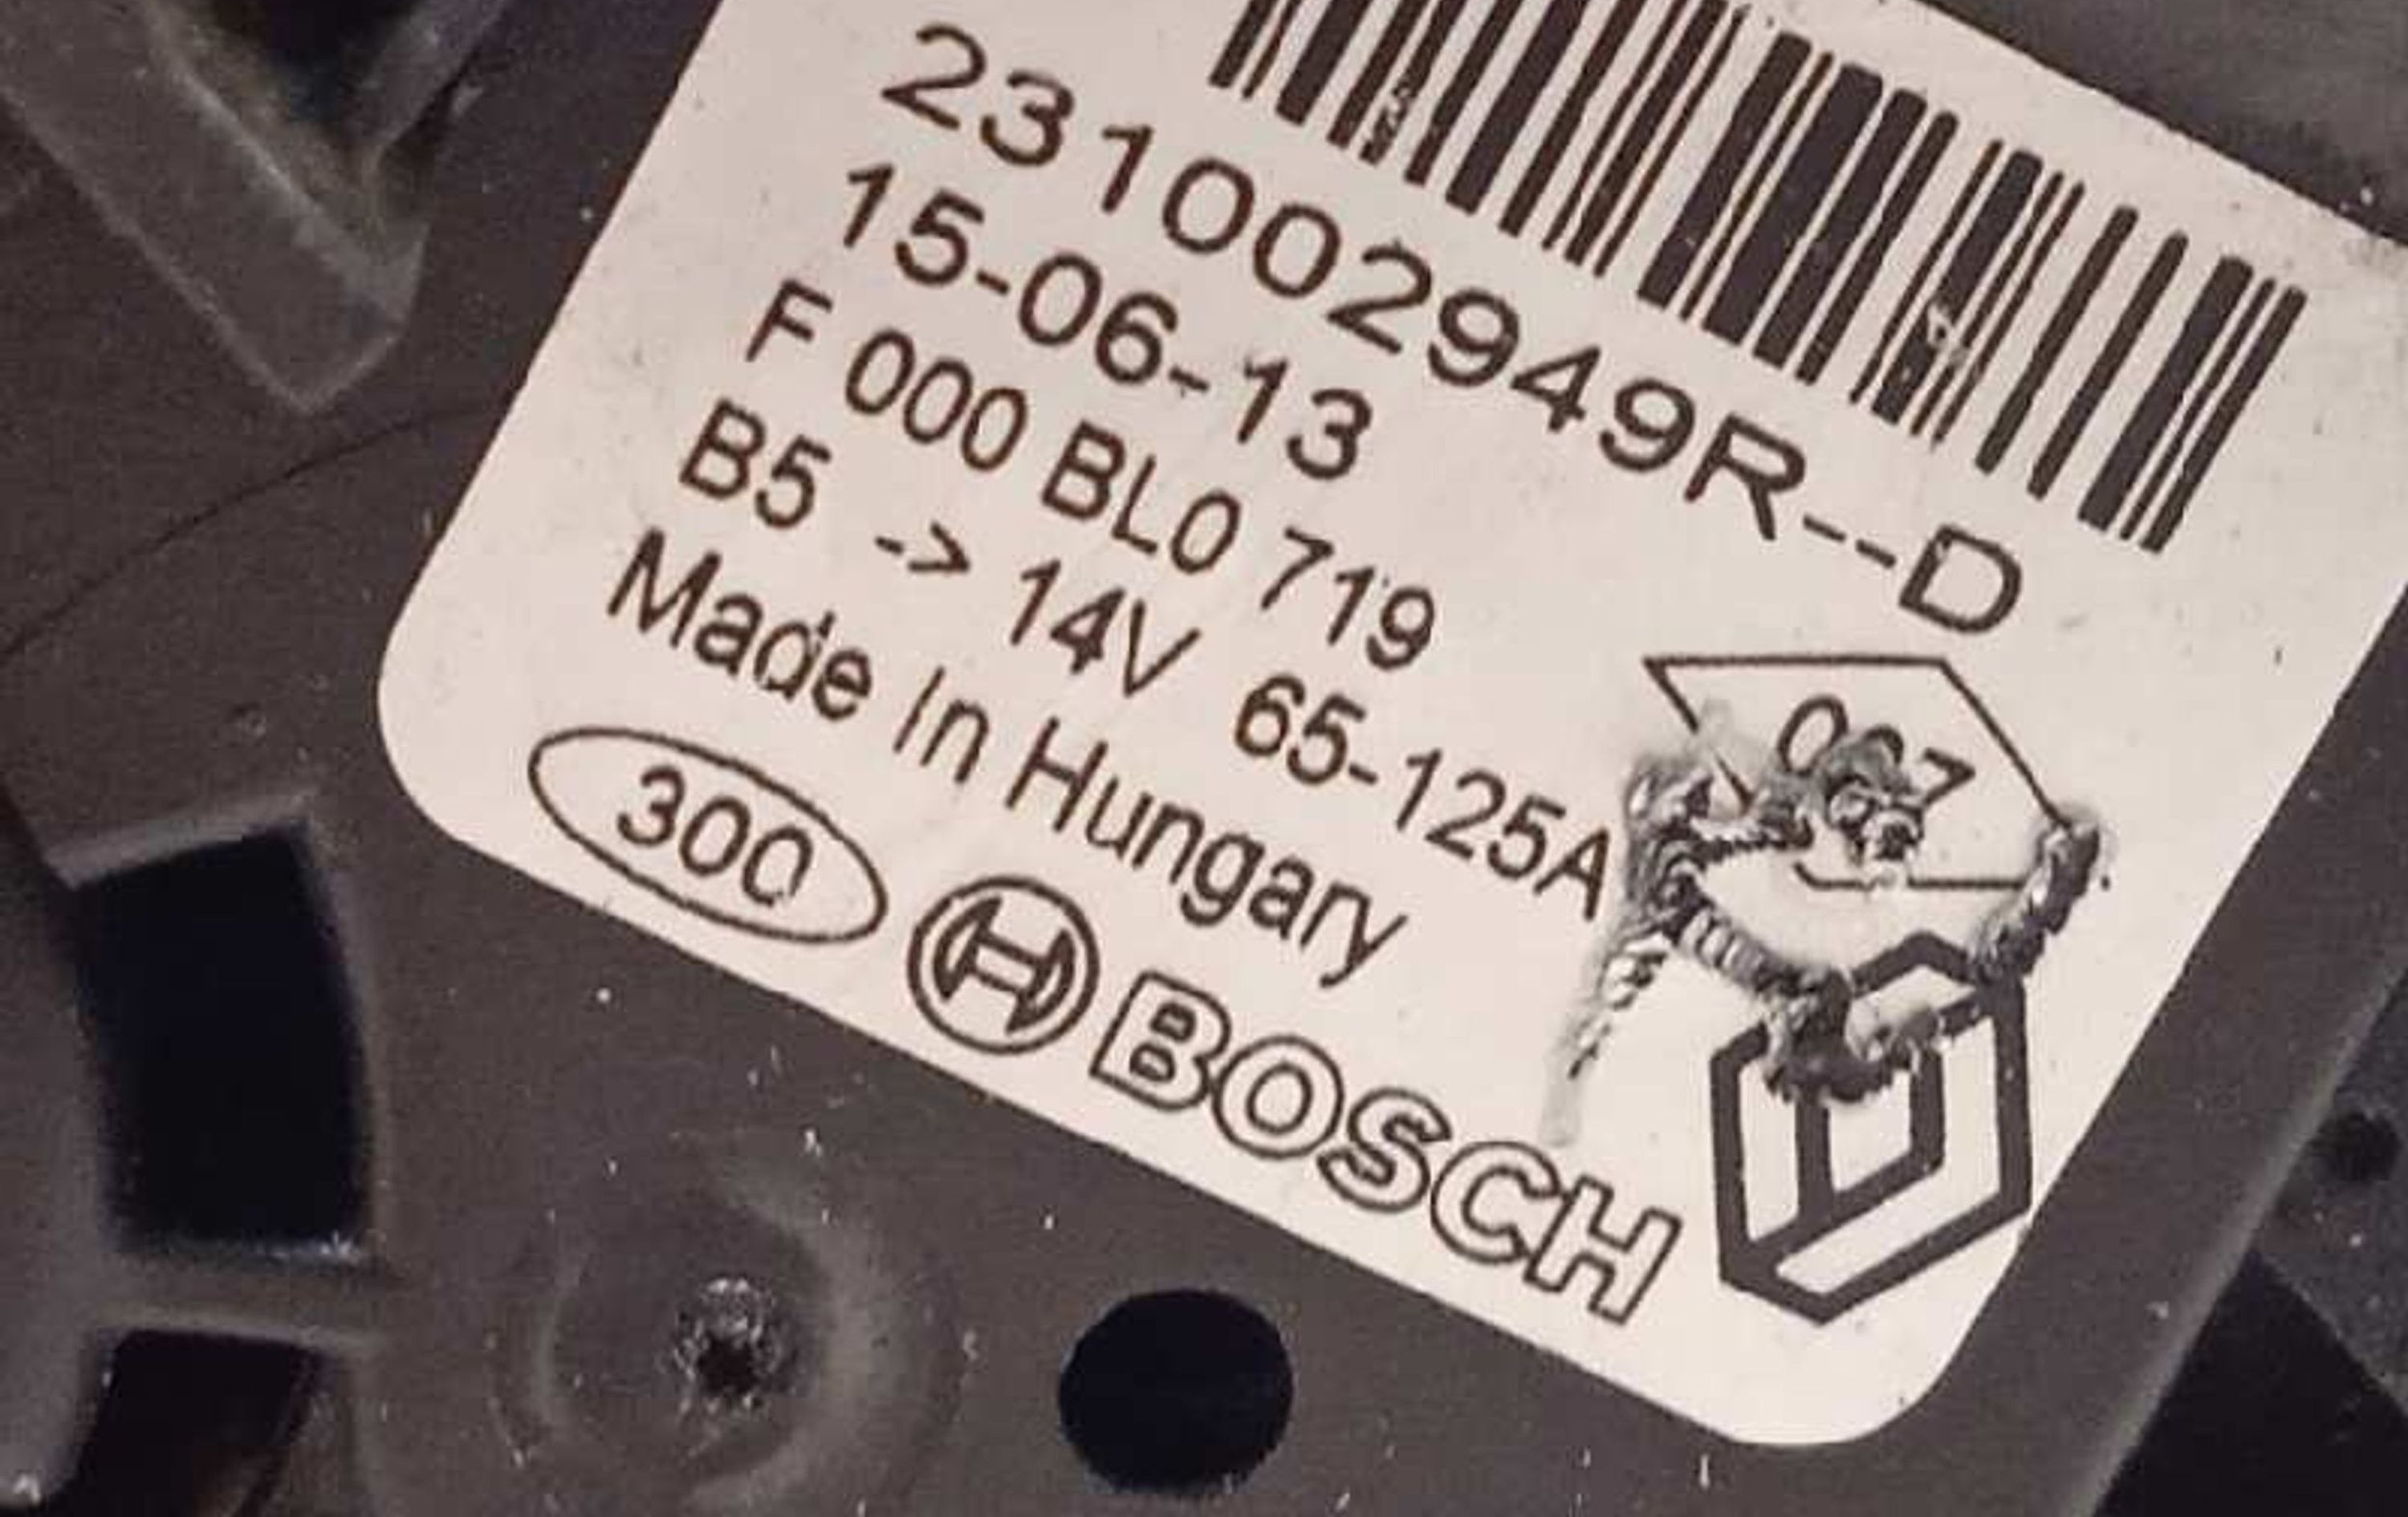 231002949R--D
15-06-13
F 000 BL0 719
B5 -> 14V 65-125A
Made in Hungary
300
BOSCH